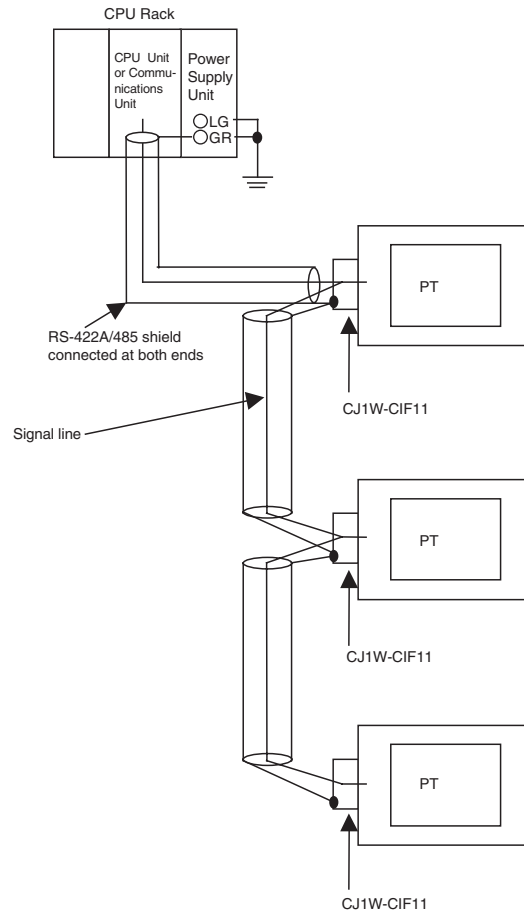 CPU Rack
CPU Unit
or Commu-
nications
Unit
Power
Supply
Unit
LG
GR
PT
RS-422A/485 shield
connected at both ends
CJ1W-CIF11
Signal line
PT
CJ1W-CIF11
PT
CJ1W-CIF11